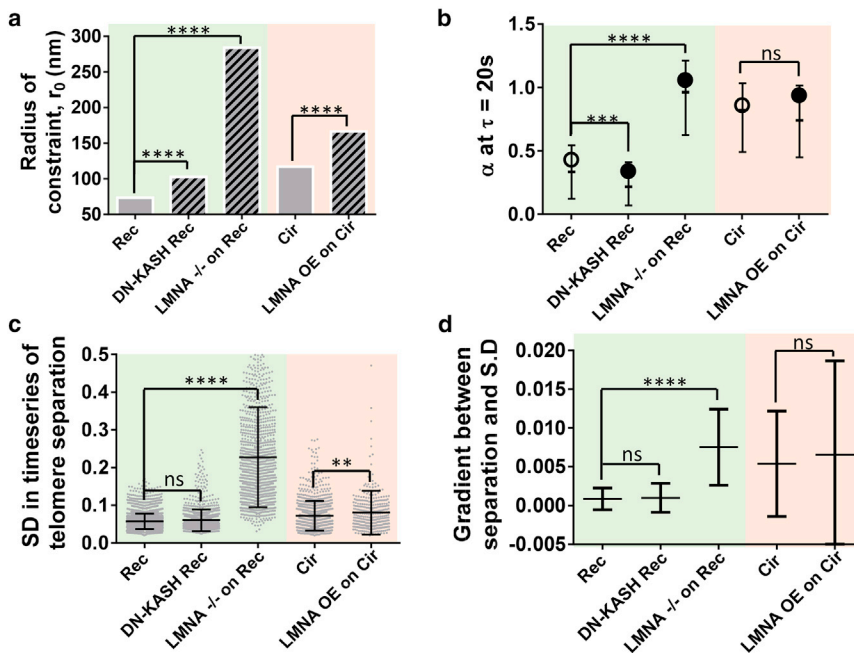 a
Radius of
constraint, r₀ (nm)
300
250
200
150
100
50
****
****
****
Rec
DN-KASH Rec
LMNA -/- on Rec
Cir
LMNA OE on Cir
b
α at τ = 20s
1.5
1.0
0.5
0.0
****
***
ns
Rec
DN-KASH Rec
LMNA -/- on Rec
Cir
LMNA OE on Cir
c
SD in timeseries of
telomere separation
0.5
0.4
0.3
0.2
0.1
0.0
****
ns
**
Rec
DN-KASH Rec
LMNA -/- on Rec
Cir
LMNA OE on Cir
d
Gradient between
separation and S.D
0.020
0.015
0.010
0.005
0.000
-0.005
ns
****
ns
Rec
DN-KASH Rec
LMNA -/- on Rec
Cir
LMNA OE on Cir